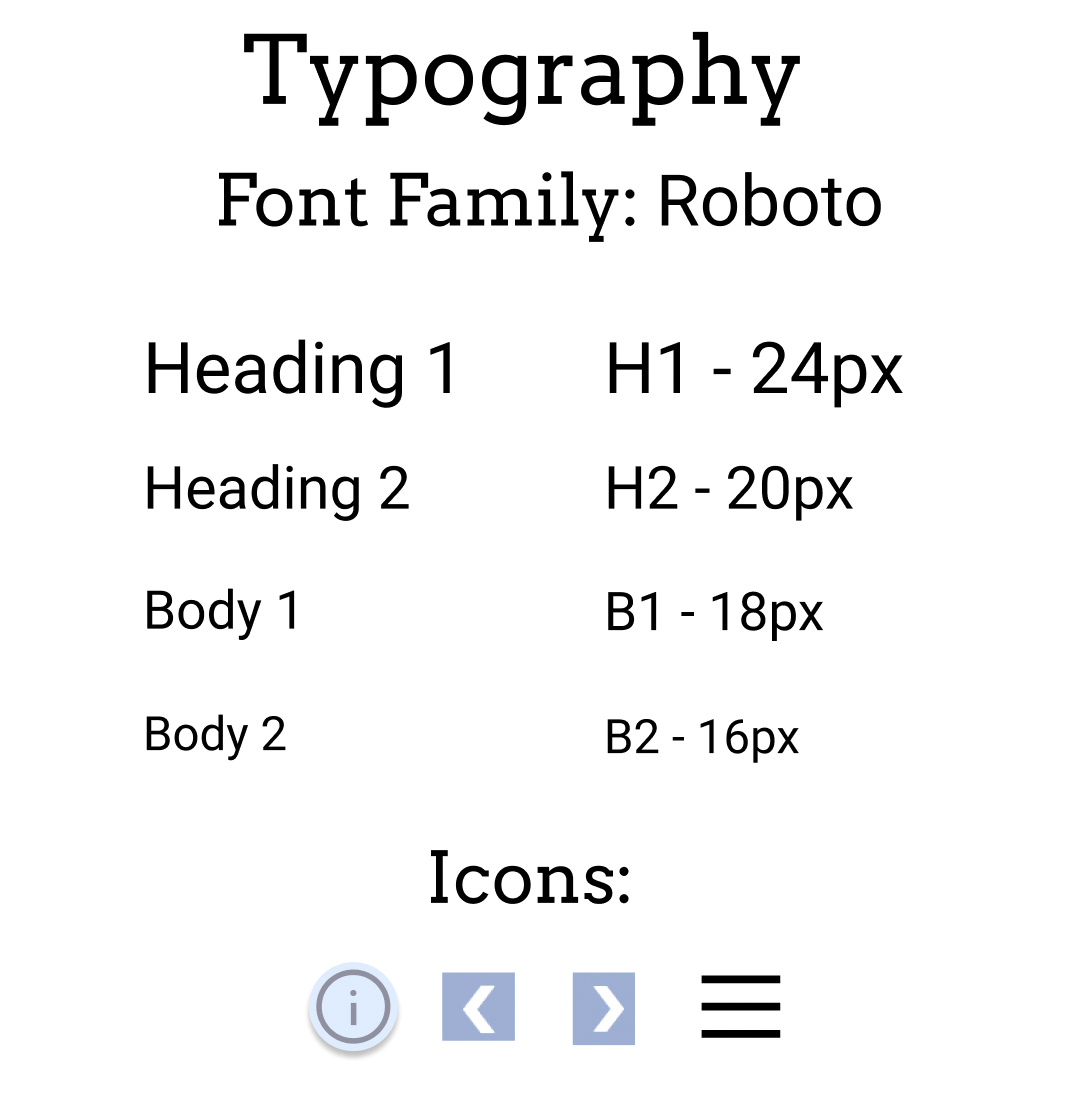 Typography
Font Family: Roboto
Heading 1 H1 - 24px
Heading 2 H2 - 20px
Body 1 B1 - 18px
Body 2 B2 - 16px
Icons:
i